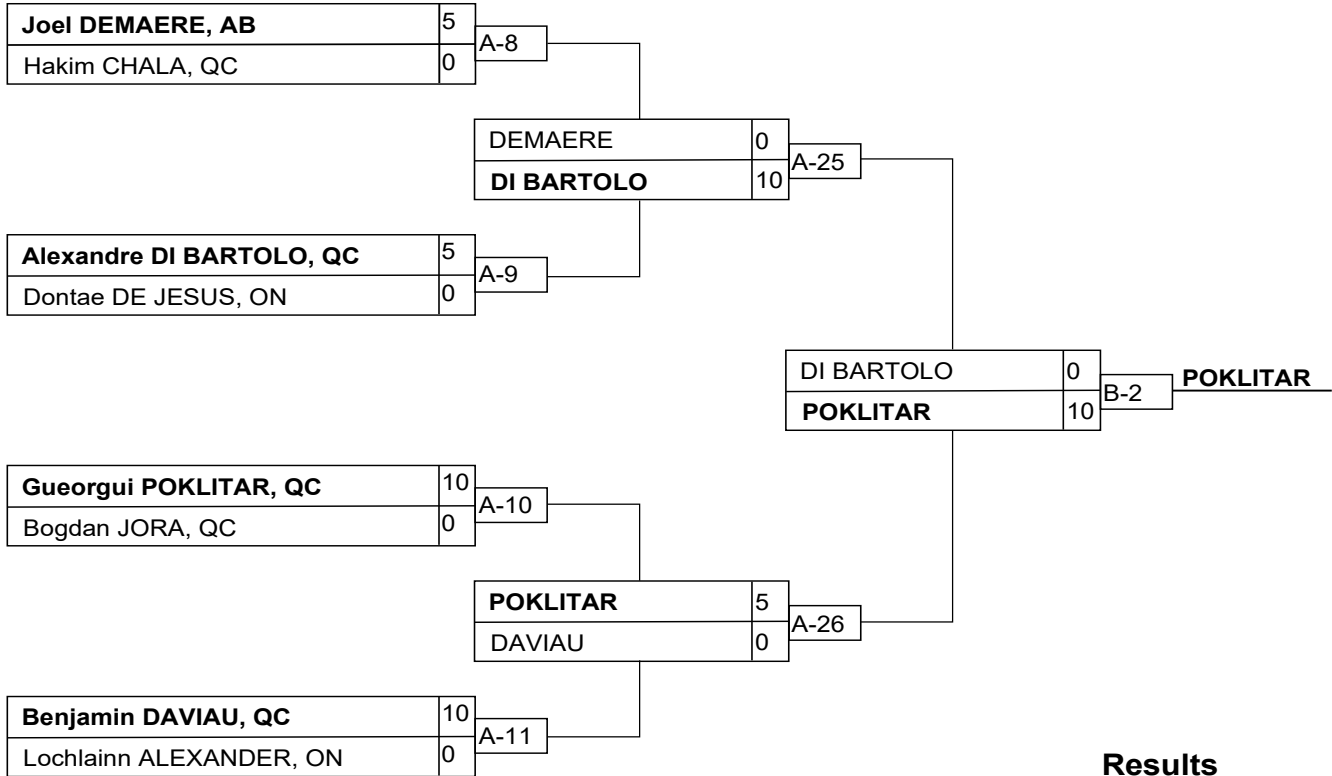 Joel DEMAERE, AB 5
A-8
Hakim CHALA, QC 0
DEMAERE 0
A-25
DI BARTOLO 10
Alexandre DI BARTOLO, QC 5
A-9
Dontae DE JESUS, ON 0
DI BARTOLO 0
B-2 POKLITAR
POKLITAR 10
Gueorgui POKLITAR, QC 10
A-10
Bogdan JORA, QC 0
POKLITAR 5
A-26
DAVIAU 0
Benjamin DAVIAU, QC 10
A-11
Lochlainn ALEXANDER, ON 0
Results